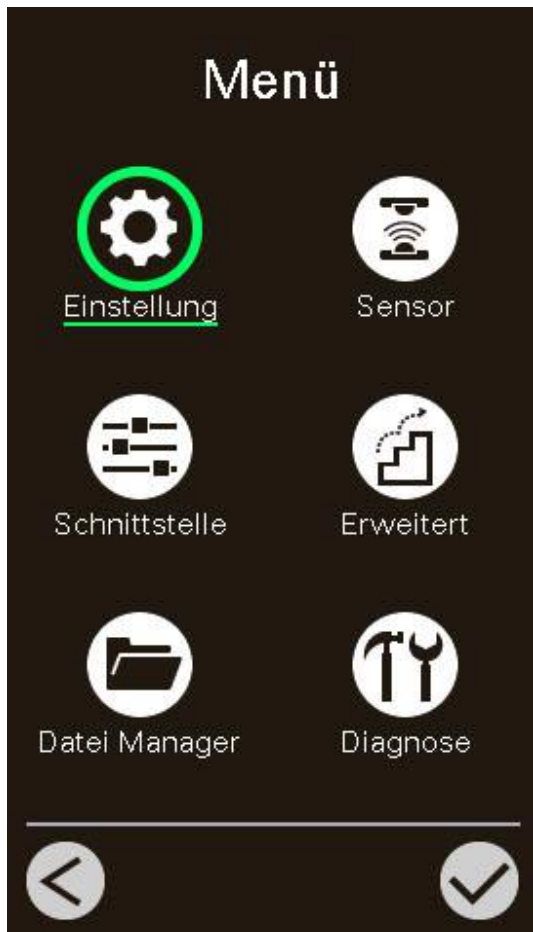 Menü
Einstellung
Sensor
Schnittstelle
Erweitert
Datei Manager
Diagnose